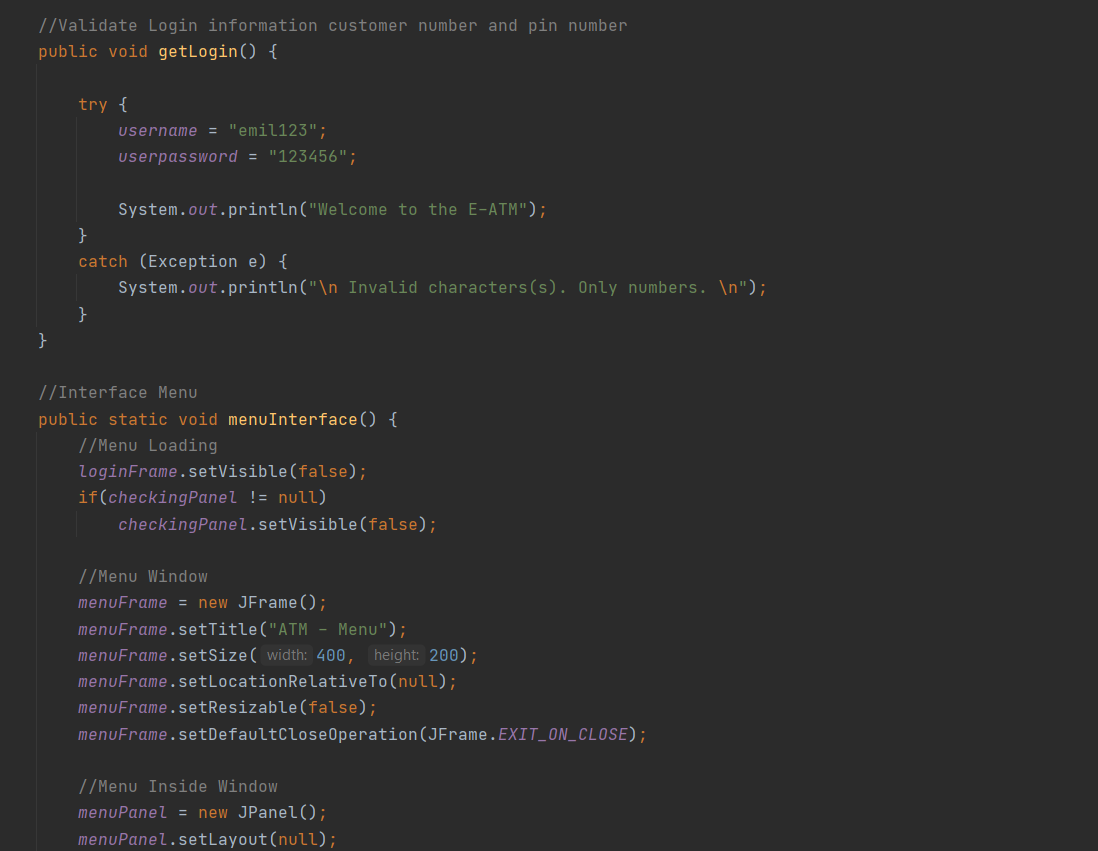 //Validate Login information customer number and pin number
public void getLogin() {
try {
username = "emil123";
userpassword = "123456";
System.out.println("Welcome to the E-ATM");
}
catch (Exception e) {
System.out.println("\n Invalid characters(s). Only numbers. \n");
}
}
//Interface Menu
public static void menuInterface() {
//Menu Loading
loginFrame.setVisible(false);
if(checkingPanel != null)
checkingPanel.setVisible(false);
//Menu Window
menuFrame = new JFrame();
menuFrame.setTitle("ATM - Menu");
menuFrame.setSize( width: 400, height: 200);
menuFrame.setLocationRelativeTo(null);
menuFrame.setResizable(false);
menuFrame.setDefaultCloseOperation(JFrame.EXIT_ON_CLOSE);
//Menu Inside Window
menuPanel = new JPanel();
menuPanel.setLayout(null);